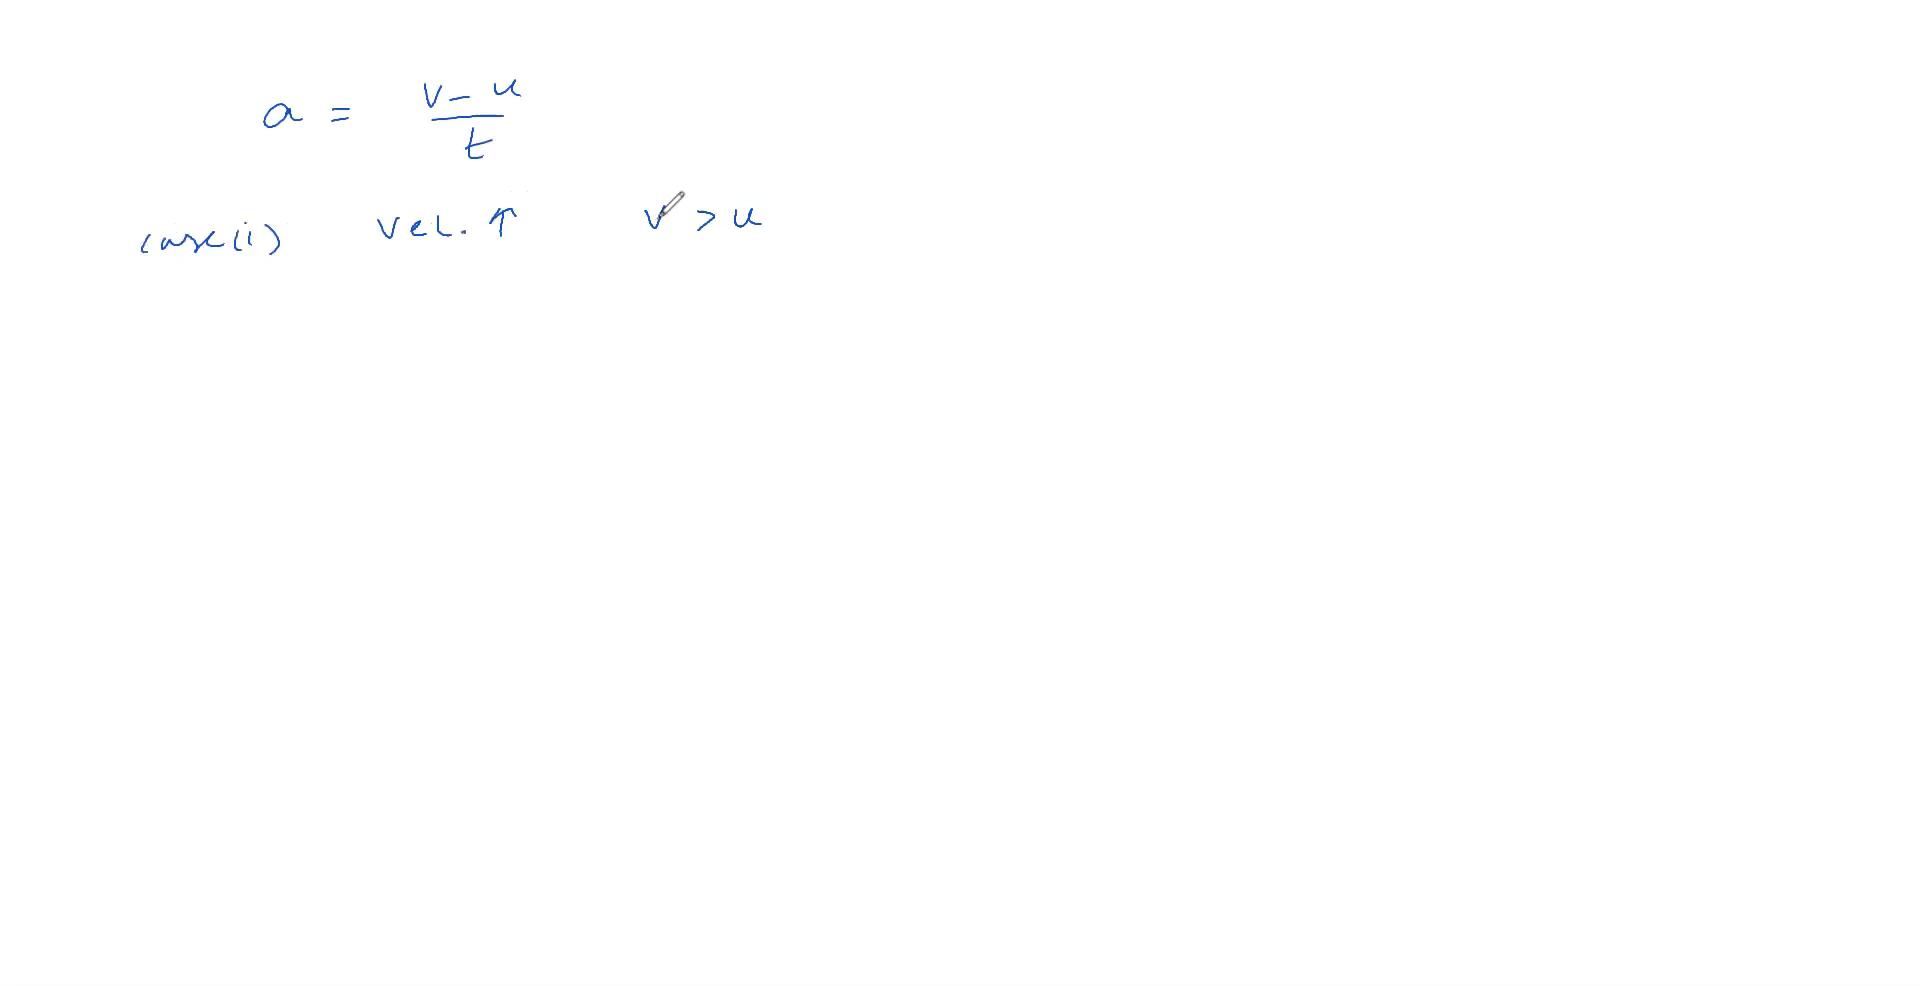 a = v - u / t
case(i) vel. ↑ v > u